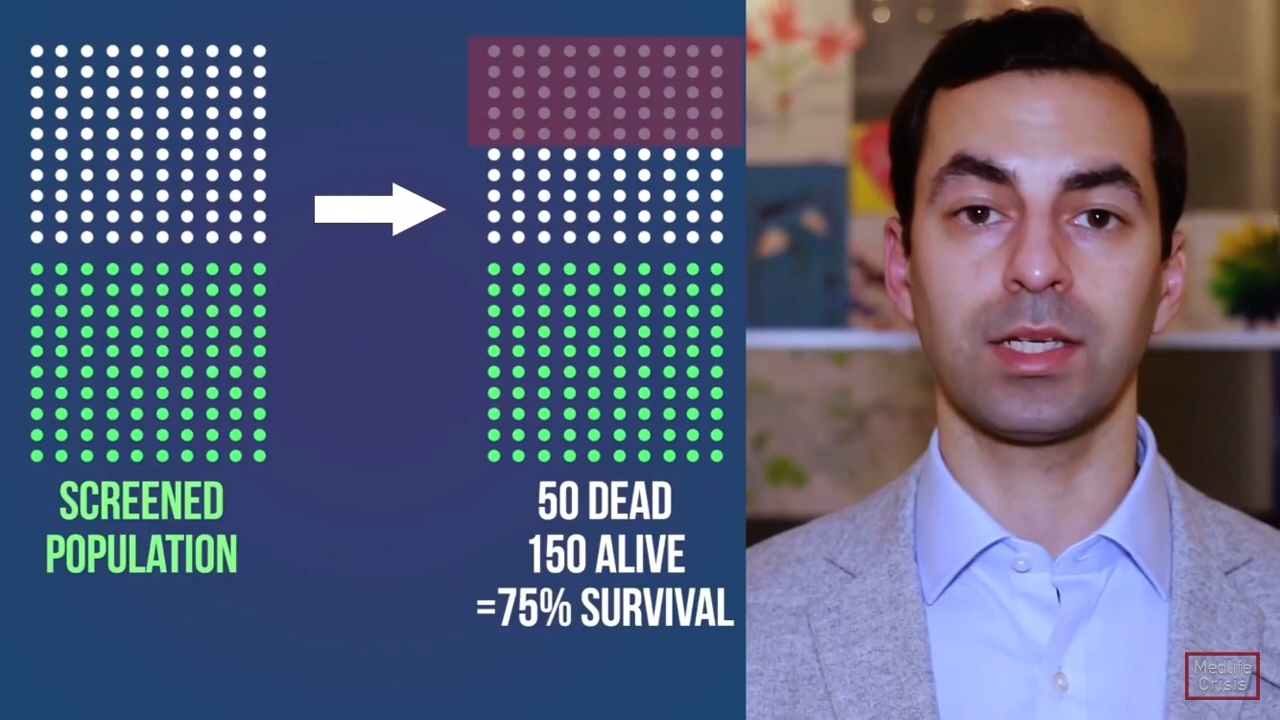 SCREENED
POPULATION
50 DEAD
150 ALIVE
=75% SURVIVAL
Medlife
Crisis